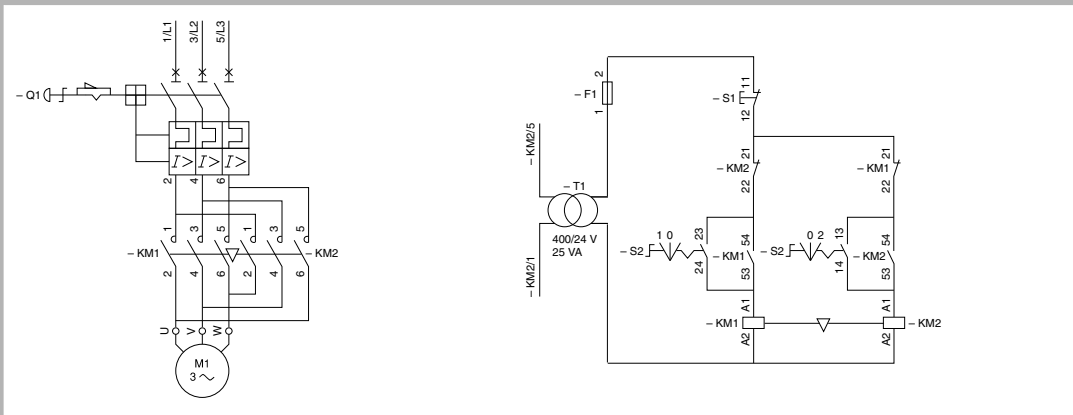 1/L1 3/L2 5/L3
– Q1
I> I> I>
2 4 6
1 3 5 1 3 5
– KM1 – KM2
2 4 6 2 4 6
U V W
M1
3 ~
– KM2/5
– KM2/1
– T1
400/24 V
25 VA
2
– F1
1
11
– S1
12
21
– KM2
22
21
– KM1
22
– S2
1 0
23
24
54
– KM1
53
– S2
0 2
13
14
54
– KM2
53
A1
– KM1
A2
A1
– KM2
A2